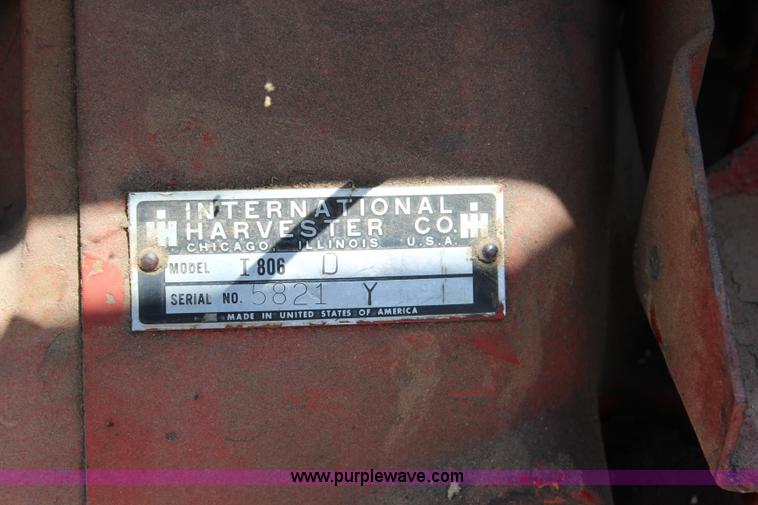 INTERNATIONAL
HARVESTER CO.
CHICAGO, ILLINOIS U.S.A.
MODEL I 806 D
SERIAL NO. 5821 Y
MADE IN UNITED STATES OF AMERICA
www.purplewave.com